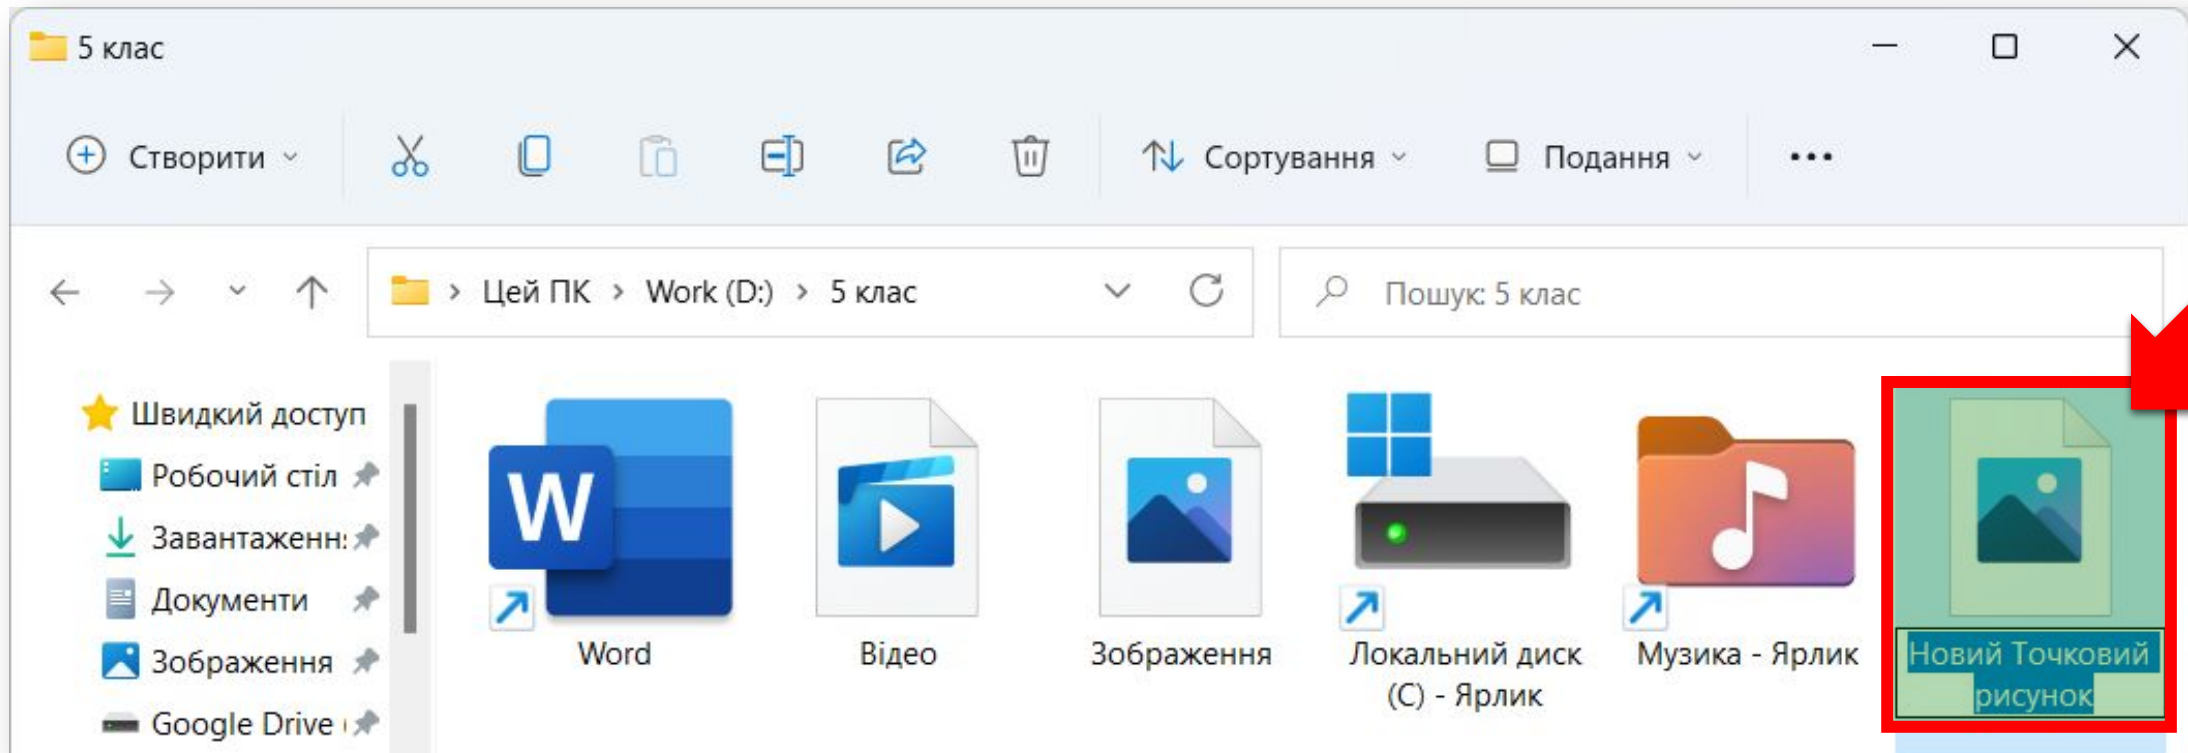 5 клас
Створити
Сортування
Подання
Цей ПК > Work (D:) > 5 клас
Пошук: 5 клас
Швидкий доступ
Робочий стіл
Завантаженн
Документи
Зображення
Google Drive
W
Word
Відео
Зображення
Локальний диск
(C) - Ярлик
Музика - Ярлик
Новий Точковий
рисунок